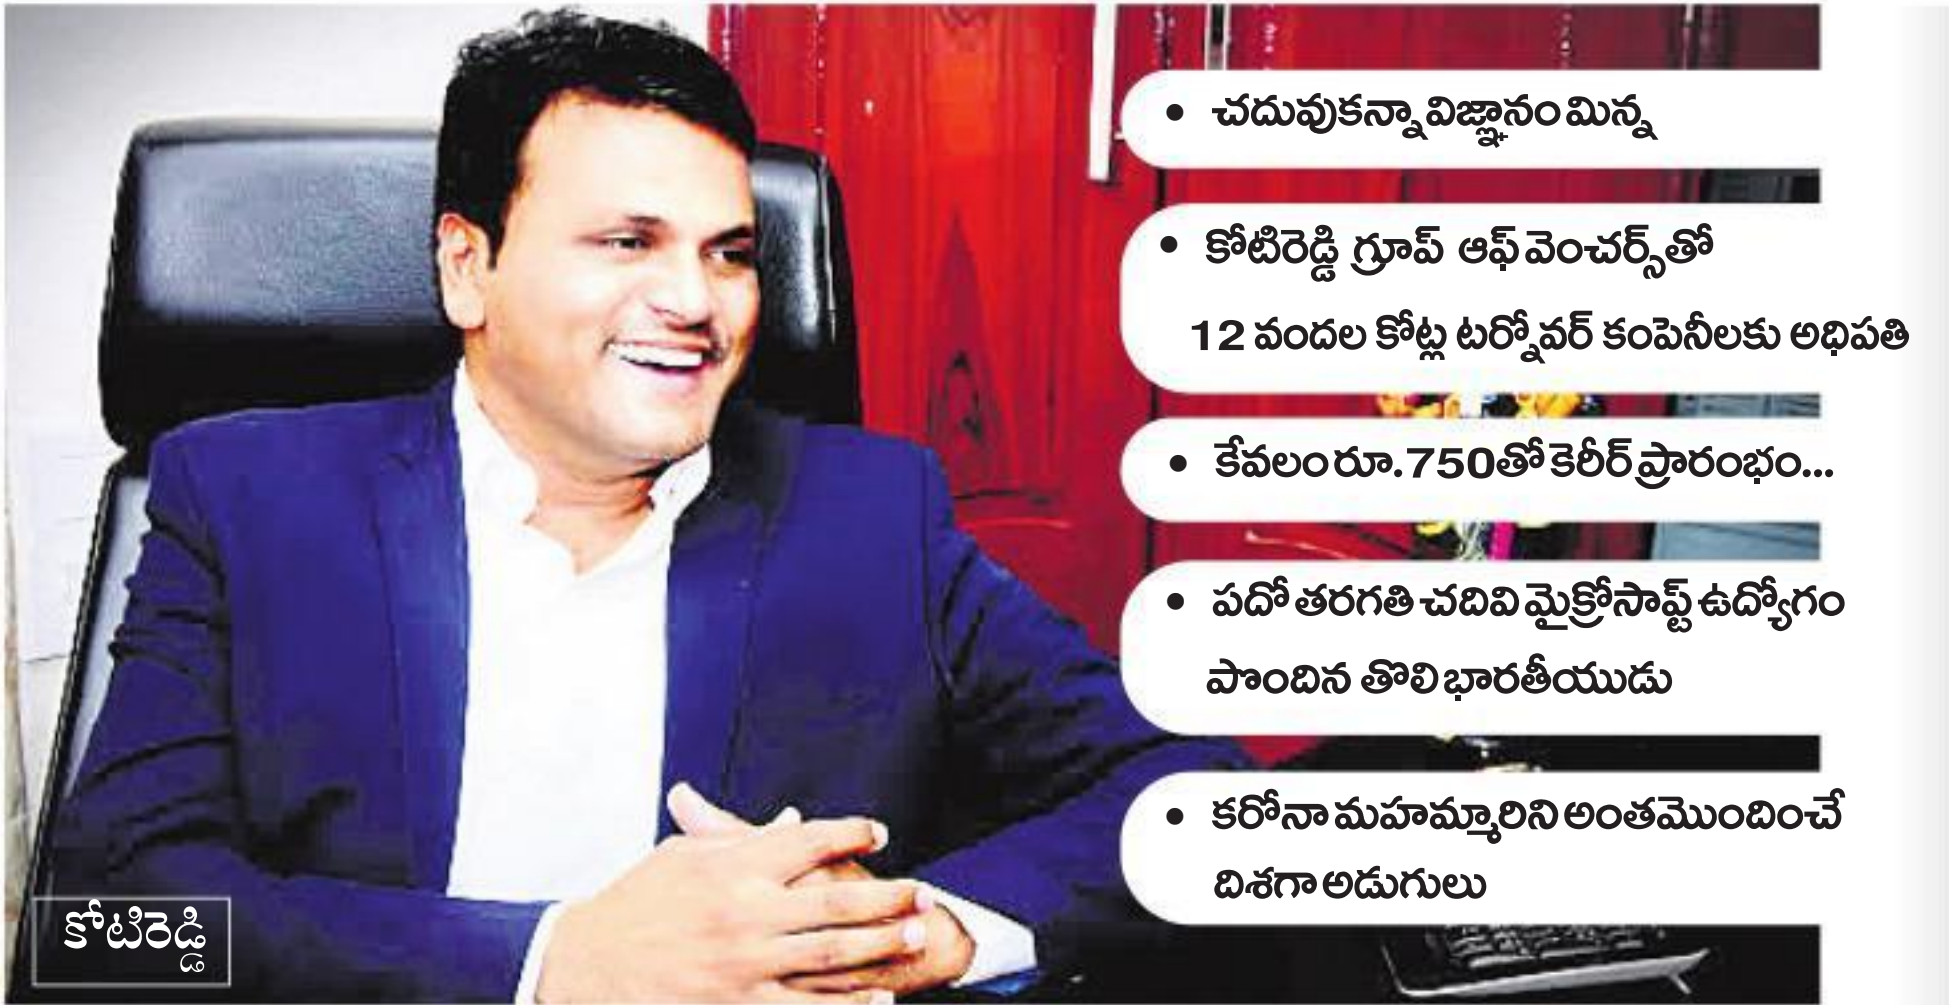 • చదువుకన్నా విజ్ఞానం మిన్న
• కోటిరెడ్డి గ్రూప్ ఆఫ్ వెంచర్స్‌తో
12 వందల కోట్ల టర్నోవర్ కంపెనీలకు అధిపతి
• కేవలం రూ.750తో కెరీర్ ప్రారంభం...
• పదో తరగతి చదివి మైక్రోసాఫ్ట్ ఉద్యోగం
పొందిన తొలి భారతీయుడు
• కరోనా మహమ్మారిని అంతమొందించే
దిశగా అడుగులు
కోటిరెడ్డి